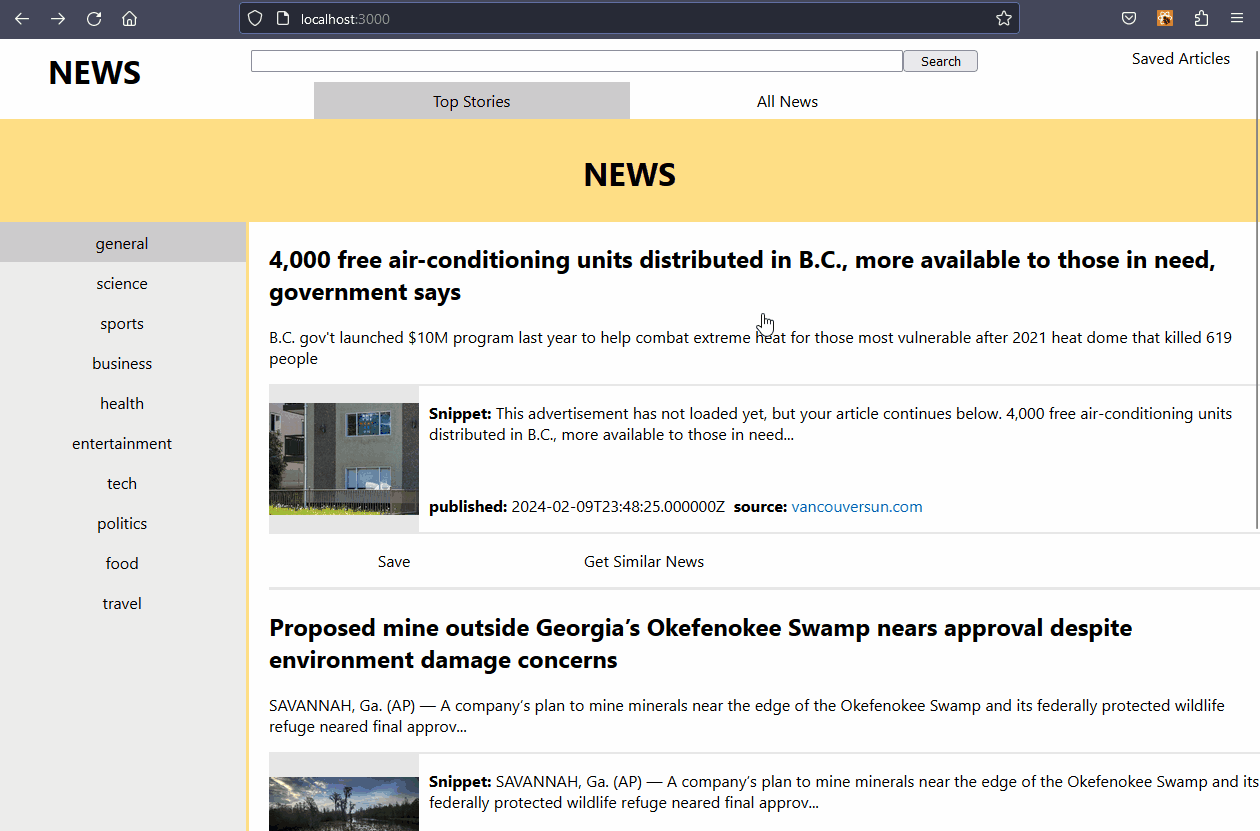 localhost:3000
NEWS
Search
Saved Articles
Top Stories
All News
NEWS
general
science
sports
business
health
entertainment
tech
politics
food
travel
4,000 free air-conditioning units distributed in B.C., more available to those in need,
government says
B.C. gov't launched $10M program last year to help combat extreme heat for those most vulnerable after 2021 heat dome that killed 619
people
Snippet: This advertisement has not loaded yet, but your article continues below. 4,000 free air-conditioning units
distributed in B.C., more available to those in need...
published: 2024-02-09T23:48:25.000000Z source: vancouversun.com
Save
Get Similar News
Proposed mine outside Georgia’s Okefenokee Swamp nears approval despite
environment damage concerns
SAVANNAH, Ga. (AP) — A company’s plan to mine minerals near the edge of the Okefenokee Swamp and its federally protected wildlife
refuge neared final approv...
Snippet: SAVANNAH, Ga. (AP) — A company’s plan to mine minerals near the edge of the Okefenokee Swamp and its
federally protected wildlife refuge neared final approv...